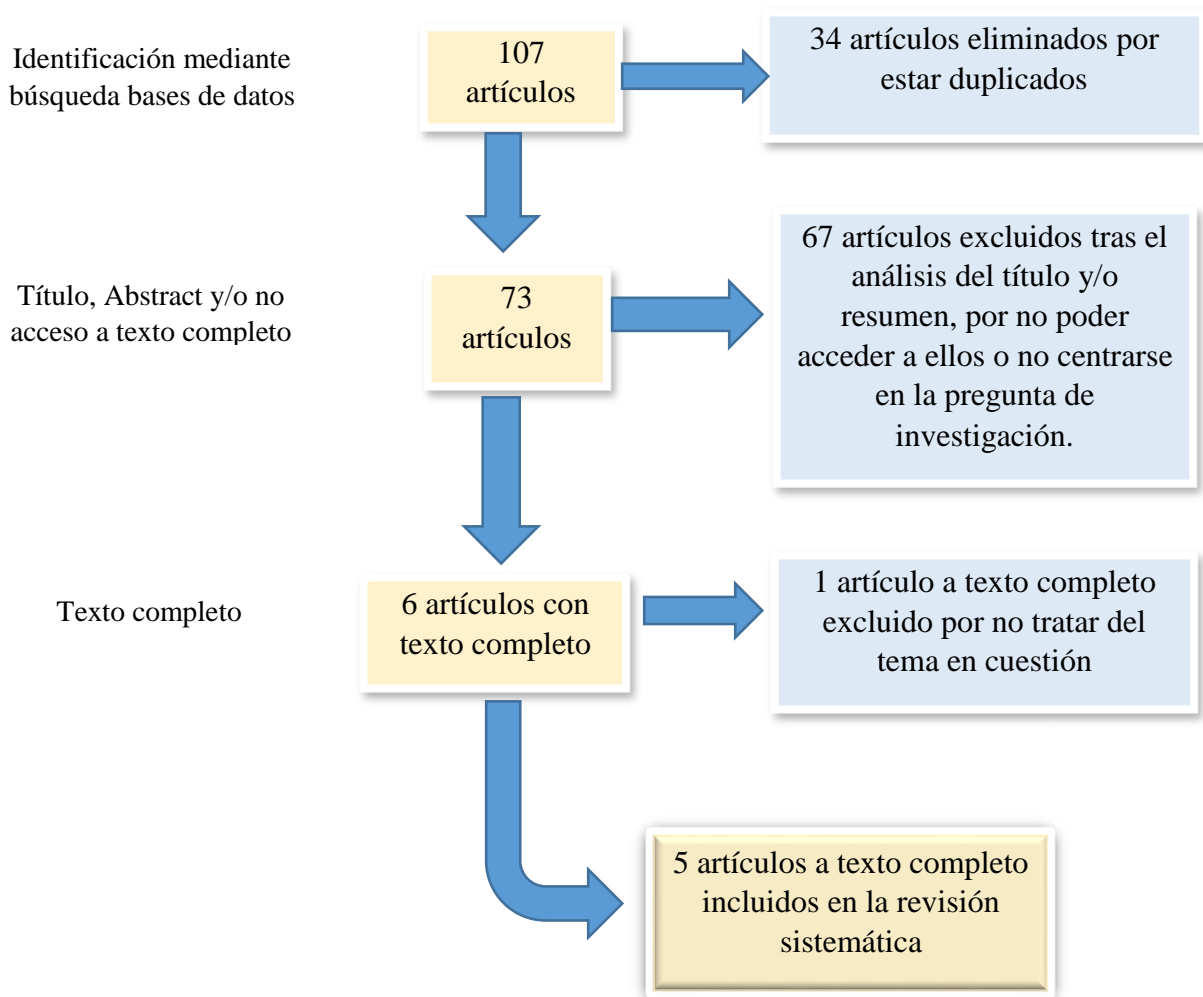 Identificación mediante
búsqueda bases de datos
107
artículos
34 artículos eliminados por
estar duplicados
Título, Abstract y/o no
acceso a texto completo
73
artículos
67 artículos excluidos tras el
análisis del título y/o
resumen, por no poder
acceder a ellos o no centrarse
en la pregunta de
investigación.
Texto completo
6 artículos con
texto completo
1 artículo a texto completo
excluido por no tratar del
tema en cuestión
5 artículos a texto completo
incluidos en la revisión
sistemática